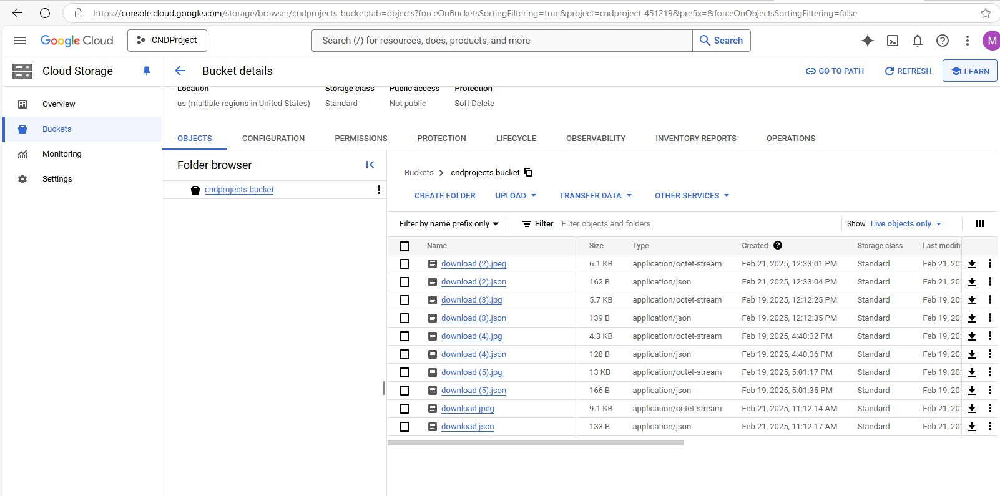 https://console.cloud.google.com/storage/browser/cndprojects-bucket;tab=objects?forceOnBucketsSortingFiltering=true&project=cndproject-451219&prefix=&forceOnObjectsSortingFiltering=false
Google Cloud CNDProject Search (/) for resources, docs, products, and more Search M
Cloud Storage Bucket details GO TO PATH REFRESH LEARN
Overview
Buckets
Monitoring
Settings
Location Storage class Public access Protection
us (multiple regions in United States) Standard Not public Soft Delete
OBJECTS CONFIGURATION PERMISSIONS PROTECTION LIFECYCLE OBSERVABILITY INVENTORY REPORTS OPERATIONS
Folder browser
cndprojects-bucket
Buckets > cndprojects-bucket
CREATE FOLDER UPLOAD TRANSFER DATA OTHER SERVICES
Filter by name prefix only Filter Filter objects and folders Show Live objects only
Name Size Type Created Storage class Last modifi
download (2).jpeg 6.1 KB application/octet-stream Feb 21, 2025, 12:33:01 PM Standard Feb 21, 202
download (2).json 162 B application/json Feb 21, 2025, 12:33:04 PM Standard Feb 21, 202
download (3).jpg 5.7 KB application/octet-stream Feb 19, 2025, 12:12:25 PM Standard Feb 19, 202
download (3).json 139 B application/json Feb 19, 2025, 12:12:35 PM Standard Feb 19, 202
download (4).jpg 4.3 KB application/octet-stream Feb 19, 2025, 4:40:32 PM Standard Feb 19, 202
download (4).json 128 B application/json Feb 19, 2025, 4:40:36 PM Standard Feb 19, 202
download (5).jpg 13 KB application/octet-stream Feb 19, 2025, 5:01:17 PM Standard Feb 19, 202
download (5).json 166 B application/json Feb 19, 2025, 5:01:35 PM Standard Feb 19, 202
download.jpeg 9.1 KB application/octet-stream Feb 21, 2025, 11:12:14 AM Standard Feb 21, 202
download.json 133 B application/json Feb 21, 2025, 11:12:17 AM Standard Feb 21, 202